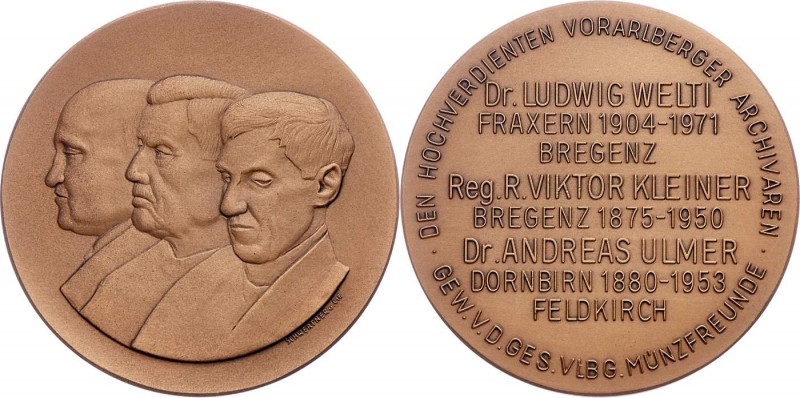 DEN HOCHVERDIENTEN VORARLBERGER ARCHIVAREN
Dr. LUDWIG WELTI
FRAXERN 1904-1971
BREGENZ
Reg.R. VIKTOR KLEINER
BREGENZ 1875-1950
Dr. ANDREAS ULMER
DORNBIRN 1880-1953
FELDKIRCH
· GEW.V.D.GES.VLBG.MÜNZFREUNDE ·